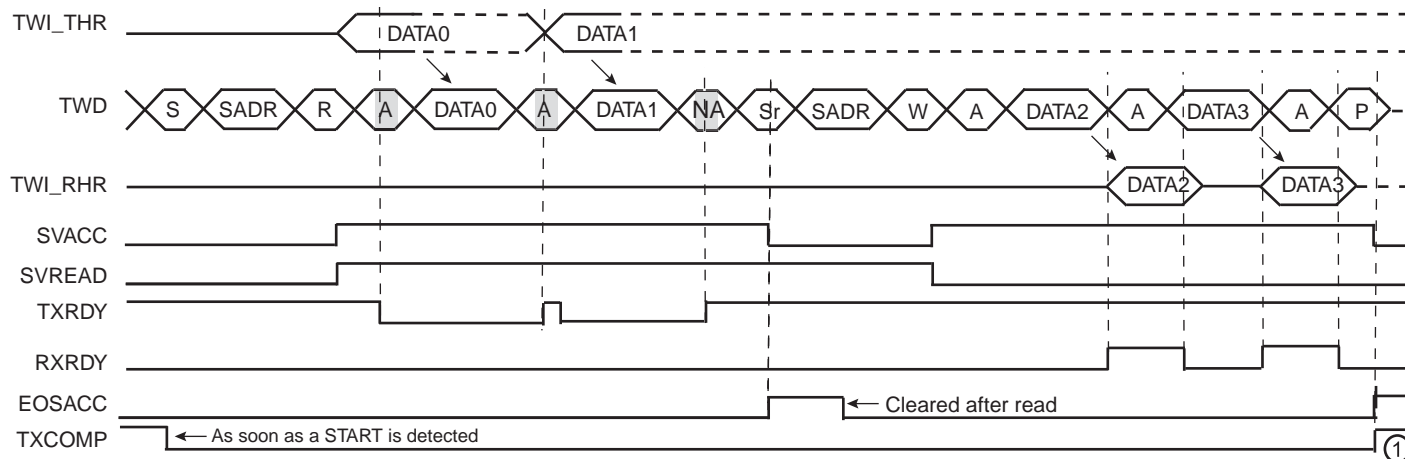 TWI_THR DATA0 DATA1
TWD S SADR R A DATA0 A DATA1 NA Sr SADR W A DATA2 A DATA3 A P
TWI_RHR DATA2 DATA3
SVACC
SVREAD
TXRDY
RXRDY
EOSACC Cleared after read
TXCOMP As soon as a START is detected 1